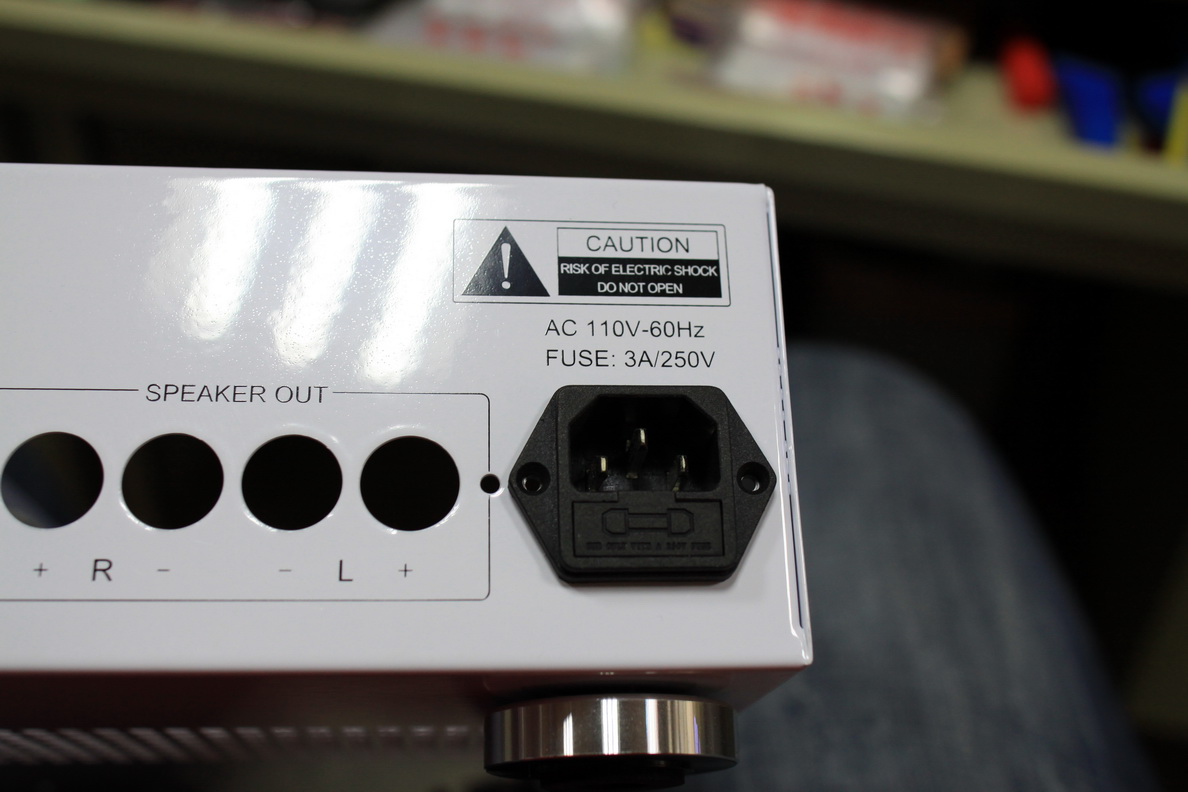 CAUTION
RISK OF ELECTRIC SHOCK
DO NOT OPEN
AC 110V-60Hz
FUSE: 3A/250V
SPEAKER OUT
+ R - - L +